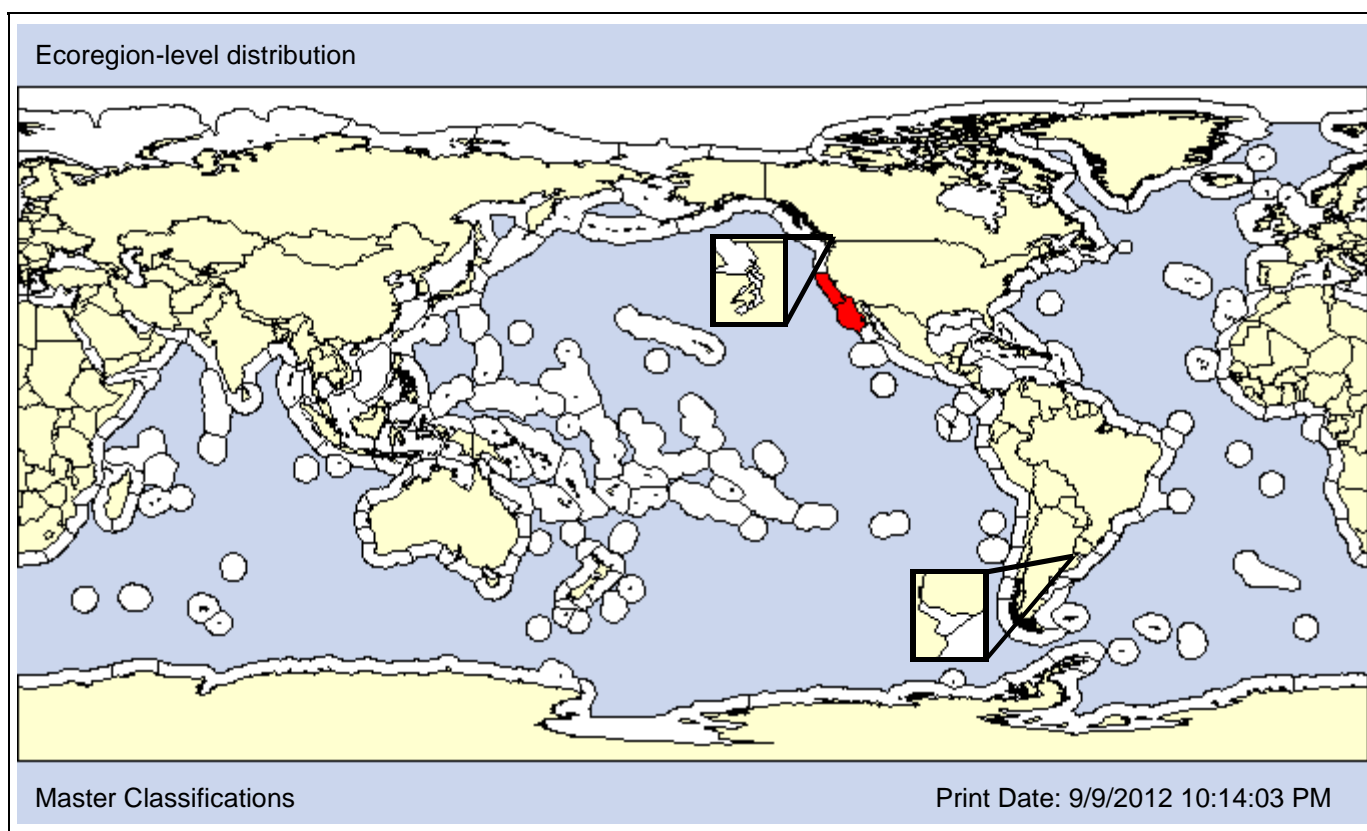 Ecoregion-level distribution
Master Classifications
Print Date: 9/9/2012 10:14:03 PM